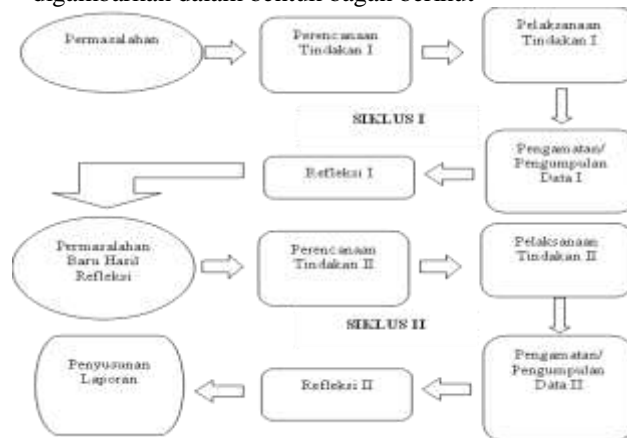 digambarkan dalam bentuk bagan berikut
Permasalahan
Perencanaan
Tindakan I
Pelaksanaan
Tindakan I
SIKLUS I
Pengamatan/
Pengumpulan
Data I
Refleksi I
Permasalahan
Baru Hasil
Refleksi
Perencanaan
Tindakan II
Pelaksanaan
Tindakan II
SIKLUS II
Pengamatan/
Pengumpulan
Data II
Refleksi II
Penyusunan
Laporan